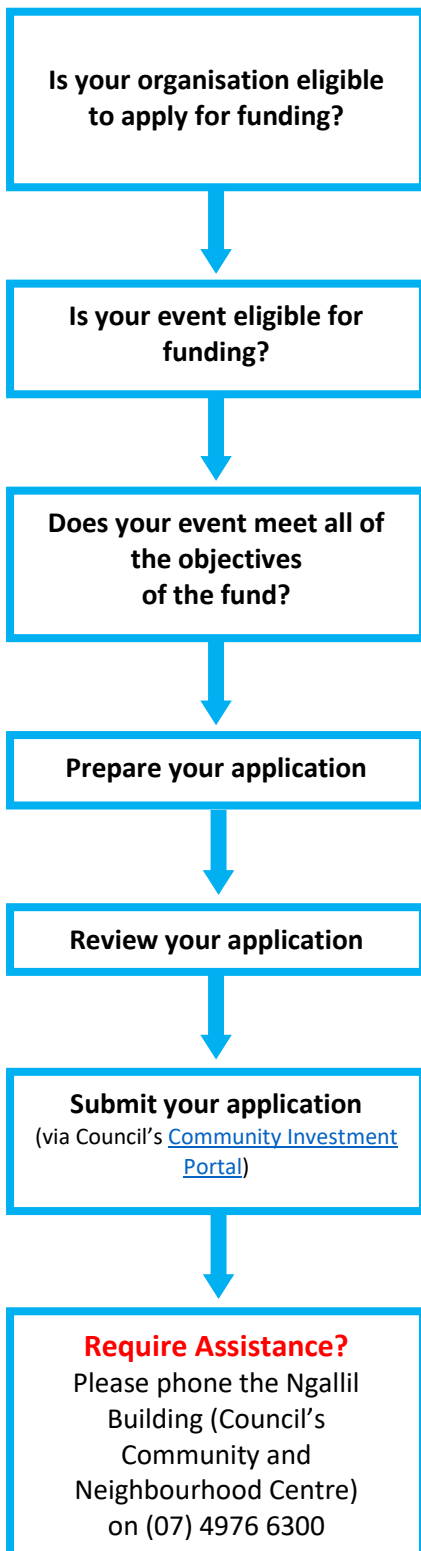 Is your organisation eligible
to apply for funding?
Is your event eligible for
funding?
Does your event meet all of
the objectives
of the fund?
Prepare your application
Review your application
Submit your application
(via Council’s Community Investment
Portal)
Require Assistance?
Please phone the Ngallil
Building (Council’s
Community and
Neighbourhood Centre)
on (07) 4976 6300